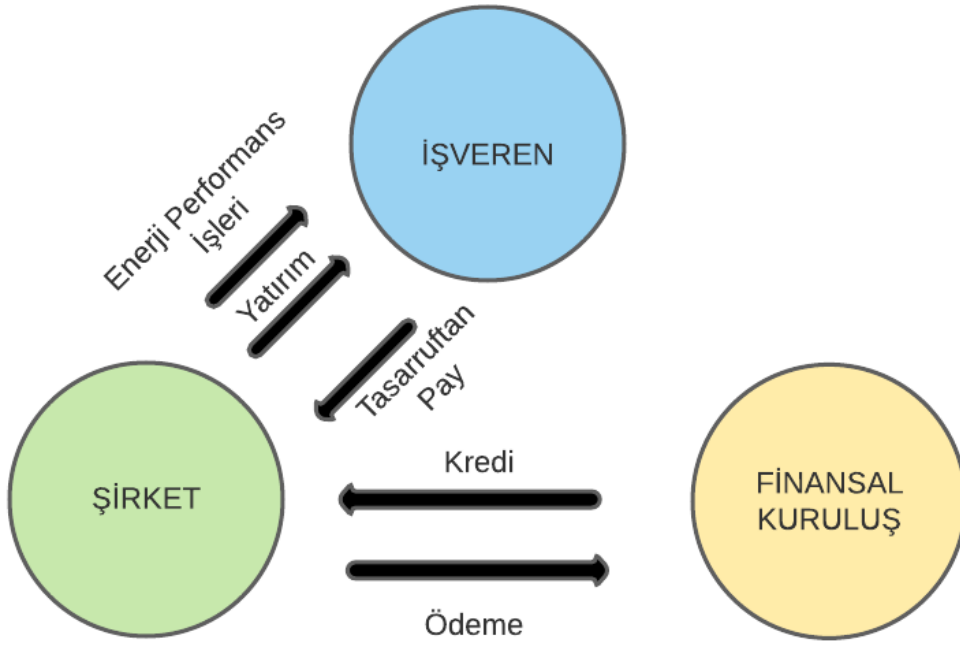 İŞVEREN
Enerji Performans
İşleri
Yatırım
Tasarruftan
Pay
ŞİRKET
Kredi
Ödeme
FİNANSAL
KURULUŞ